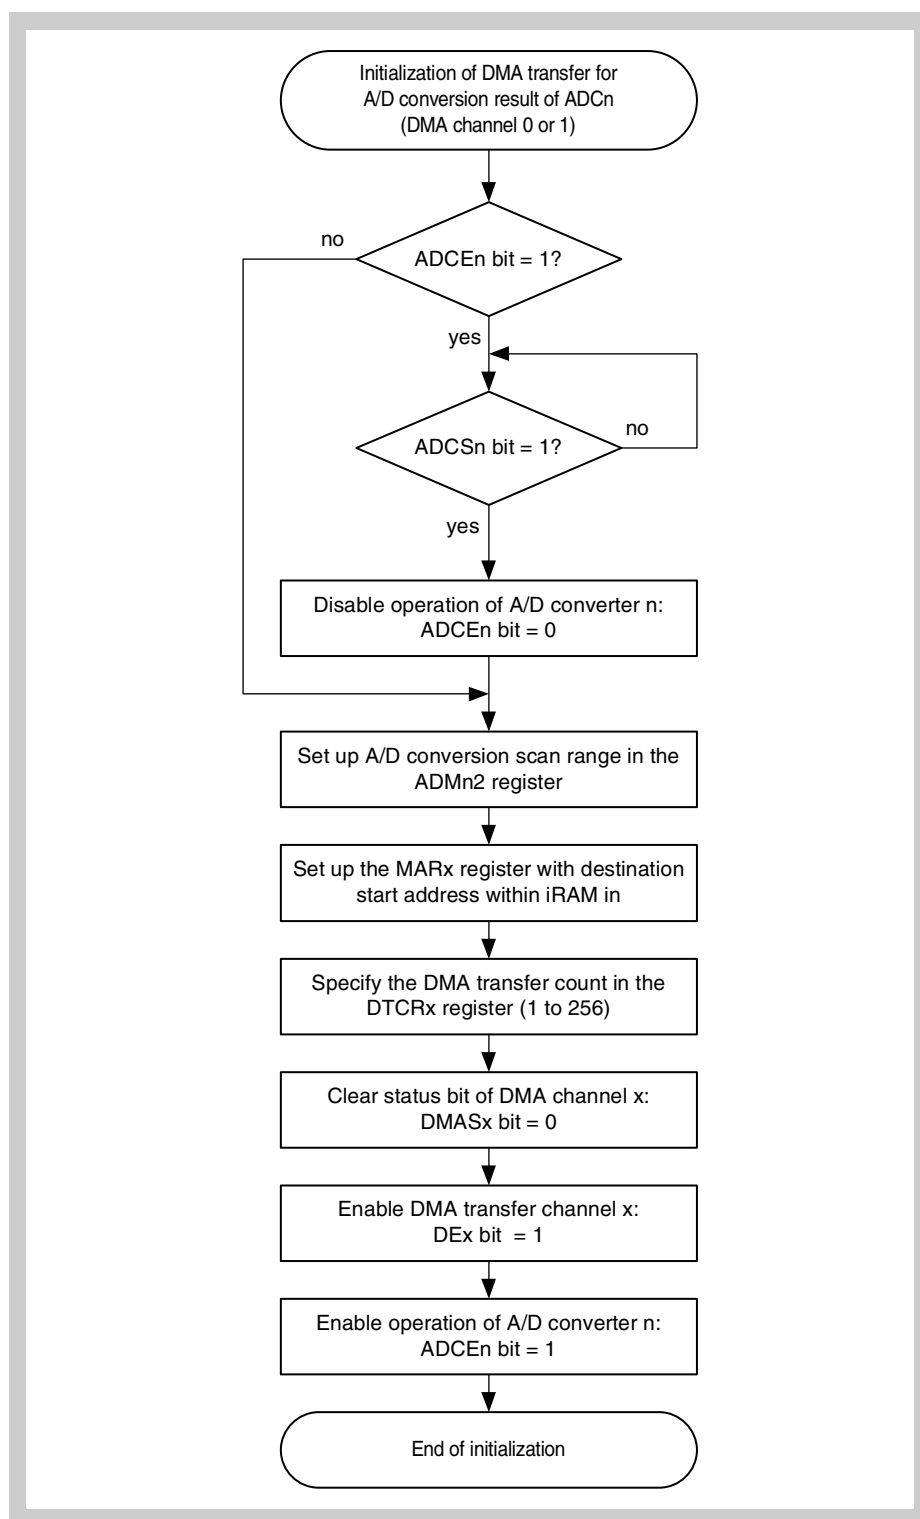 Initialization of DMA transfer for
A/D conversion result of ADCn
(DMA channel 0 or 1)
no
ADCEn bit = 1?
yes
ADCSn bit = 1?
no
yes
Disable operation of A/D converter n:
ADCEn bit = 0
Set up A/D conversion scan range in the
ADMn2 register
Set up the MARx register with destination
start address within iRAM in
Specify the DMA transfer count in the
DTCRx register (1 to 256)
Clear status bit of DMA channel x:
DMASx bit = 0
Enable DMA transfer channel x:
DEx bit  = 1
Enable operation of A/D converter n:
ADCEn bit = 1
End of initialization